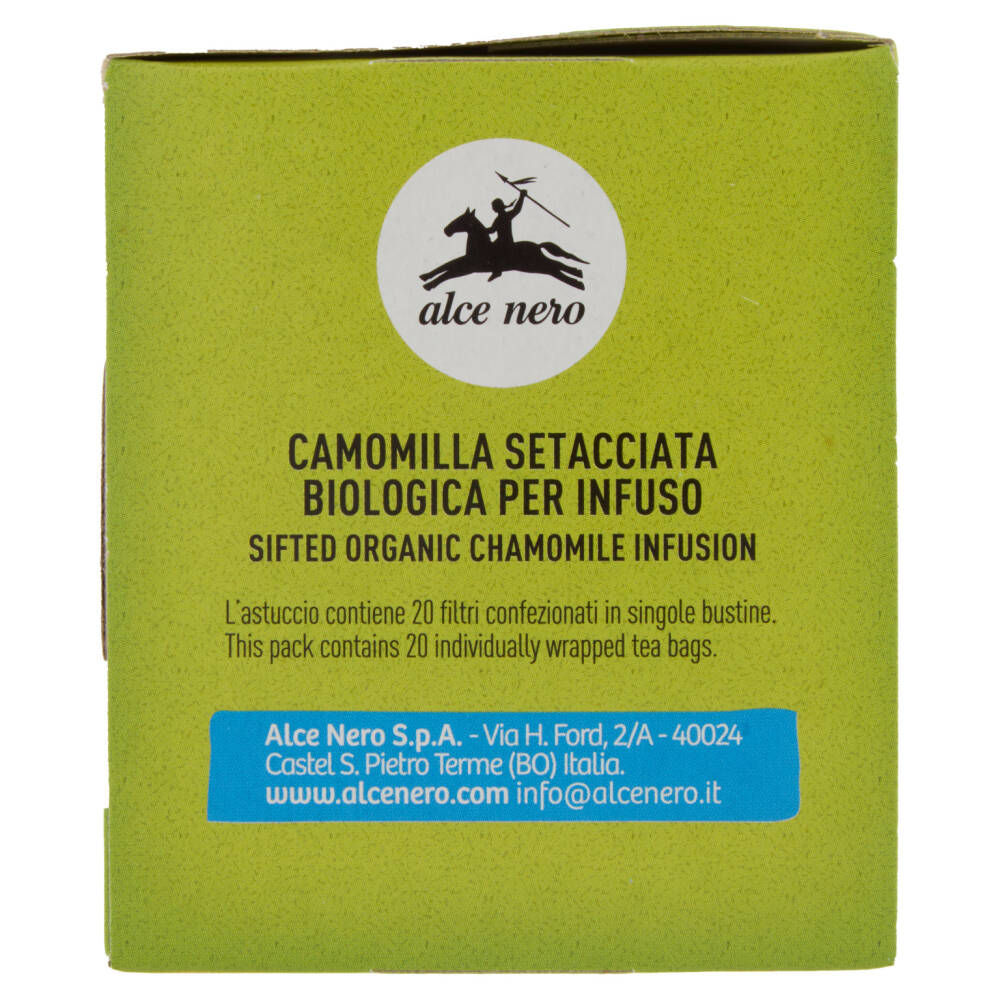 alce nero
CAMOMILLA SETACCIATA
BIOLOGICA PER INFUSO
SIFTED ORGANIC CHAMOMILE INFUSION
L'astuccio contiene 20 filtri confezionati in singole bustine.
This pack contains 20 individually wrapped tea bags.
Alce Nero S.p.A. - Via H. Ford, 2/A - 40024
Castel S. Pietro Terme (BO) Italia.
www.alcenero.com info@alcenero.it